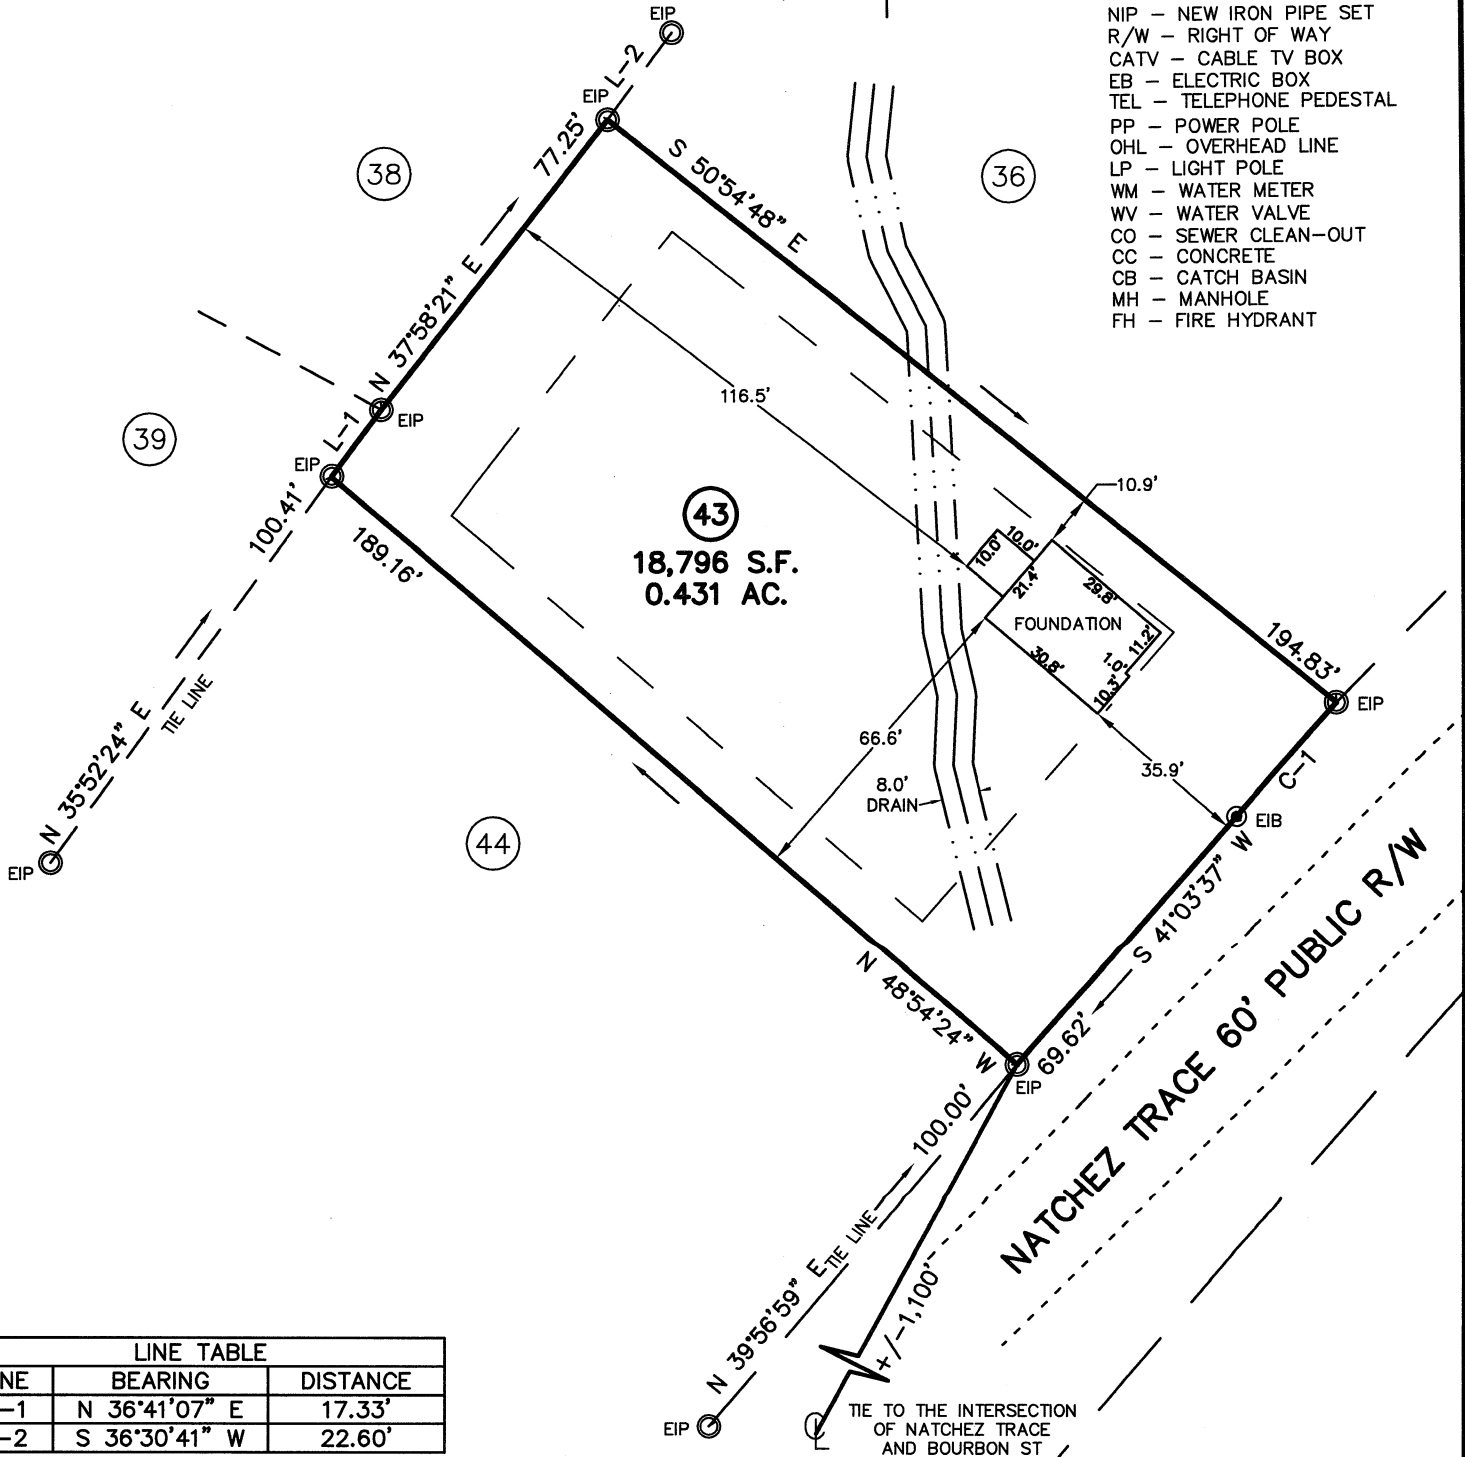 NIP – NEW IRON PIPE SET
R/W – RIGHT OF WAY
CATV – CABLE TV BOX
EB – ELECTRIC BOX
TEL – TELEPHONE PEDESTAL
PP – POWER POLE
OHL – OVERHEAD LINE
LP – LIGHT POLE
WM – WATER METER
WV – WATER VALVE
CO – SEWER CLEAN-OUT
CC – CONCRETE
CB – CATCH BASIN
MH – MANHOLE
FH – FIRE HYDRANT
EIP
L-2
EIP
77.25'
38
S 50°54'48" E
36
N 37°58'21" E
116.5'
39
L-1
EIP
EIP
100.41'
189.16'
43
18,796 S.F.
0.431 AC.
10.9'
10.0'
10.0'
21.4'
29.8'
FOUNDATION
30.8'
11.2'
1.0'
10.3'
194.83'
EIP
C-1
N 35°52'24" E
TIE LINE
EIP
66.6'
35.9'
8.0'
DRAIN
EIB
44
S 41°03'37" W
N 48°54'24" W
69.62'
EIP
NATCHEZ TRACE 60' PUBLIC R/W
100.00'
TIE LINE
N 39°56'59" E
+/-1,100'
EIP
TIE TO THE INTERSECTION
OF NATCHEZ TRACE
AND BOURBON ST
LINE TABLE
NE BEARING DISTANCE
-1 N 36°41'07" E 17.33'
-2 S 36°30'41" W 22.60'